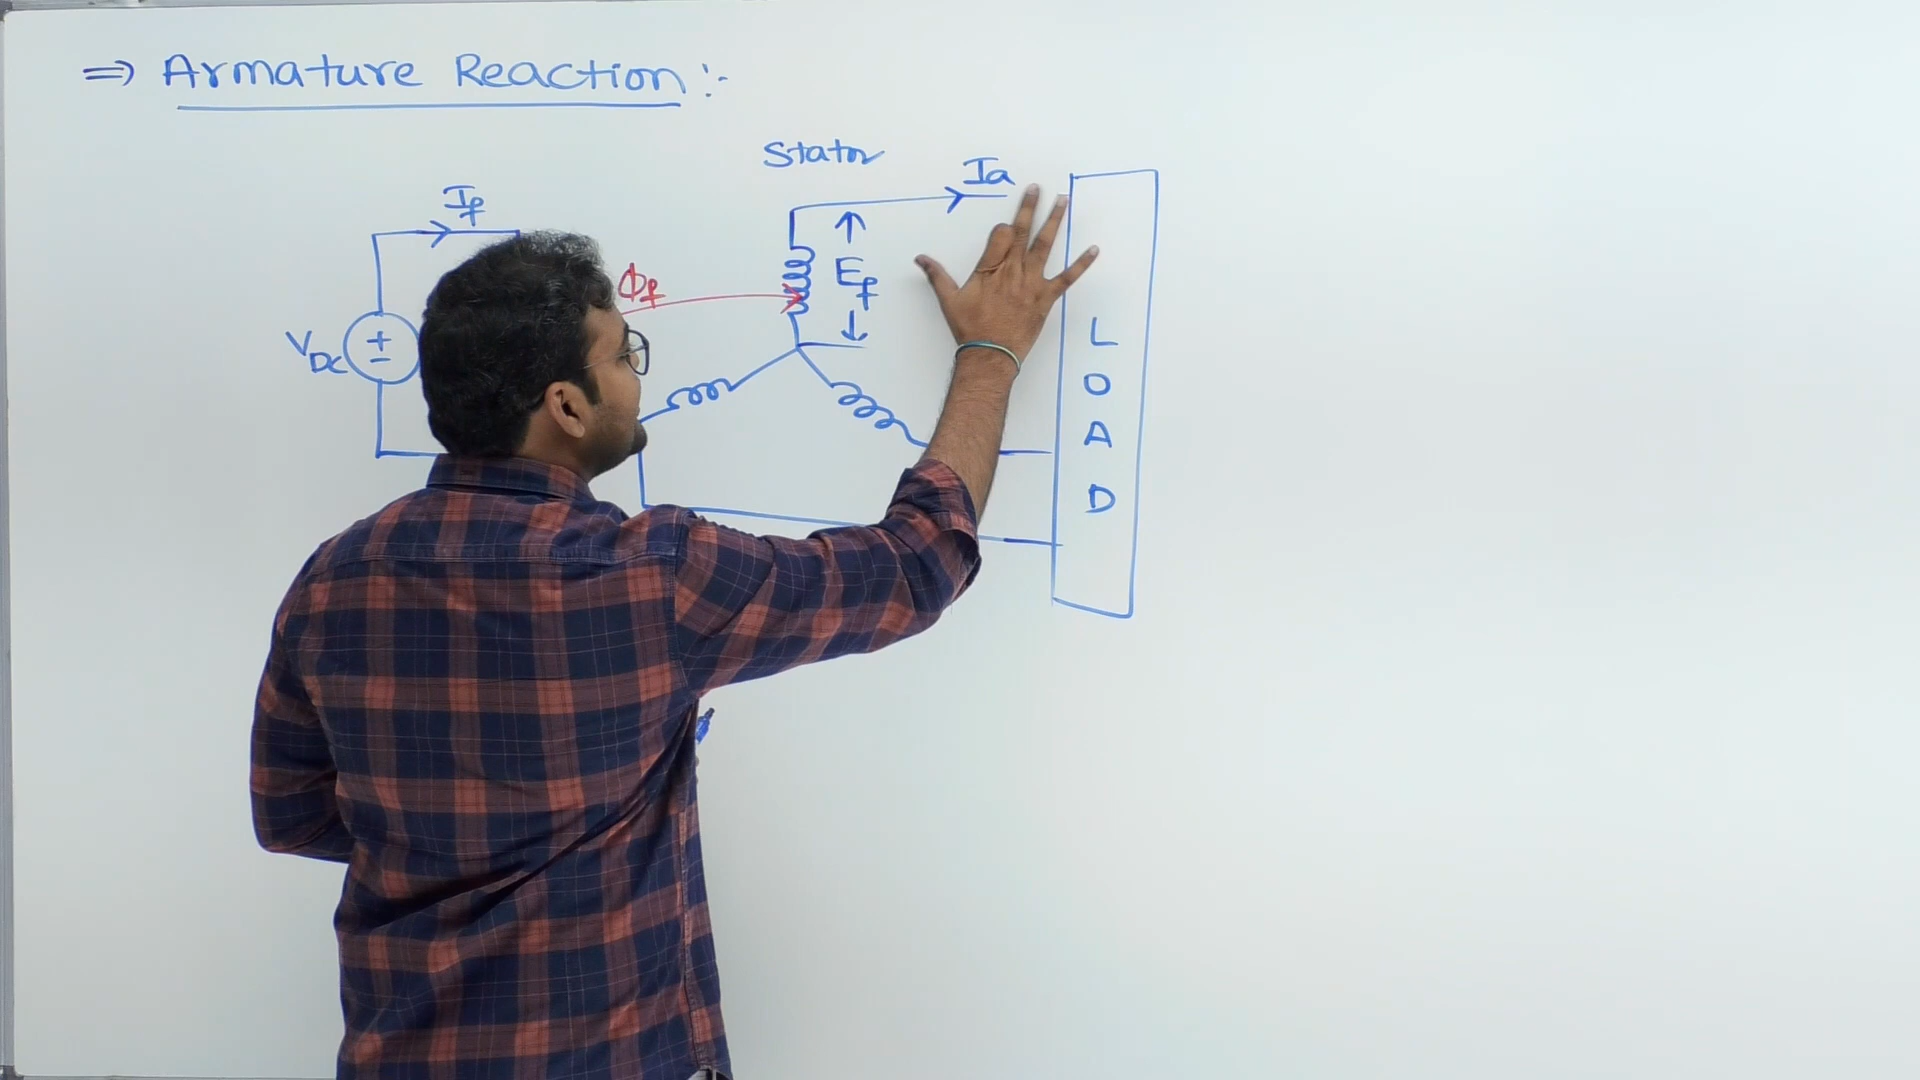 ⇒ Armature Reaction :-
Stator
Ia
If
Φf
Ef
VDC
+
-
L
O
A
D